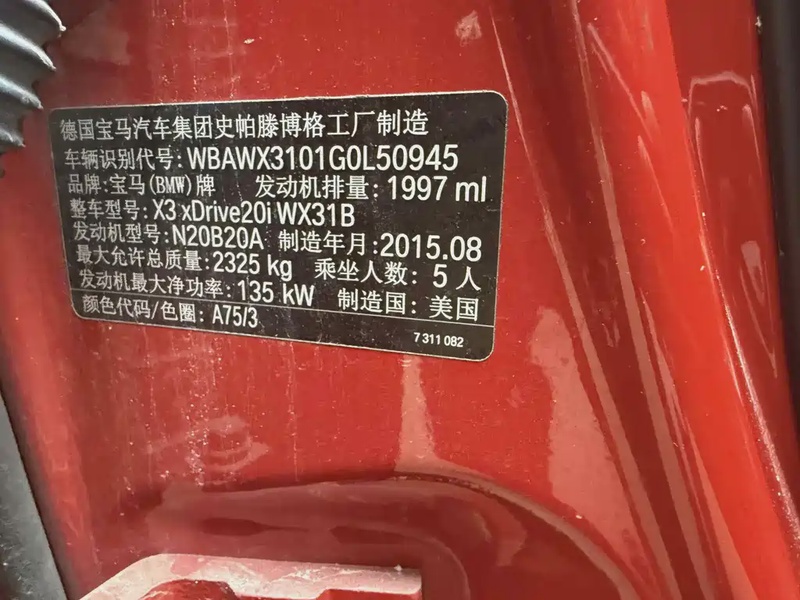 德国宝马汽车集团史帕滕博格工厂制造
车辆识别代号: WBAWX3101G0L50945
品牌: 宝马(BMW)牌 发动机排量: 1997 ml
整车型号: X3 xDrive20i WX31B
发动机型号: N20B20A 制造年月: 2015.08
最大允许总质量: 2325 kg 乘坐人数: 5 人
发动机最大净功率: 135 kW 制造国: 美国
颜色代码/色圈: A75/3
7 311 082